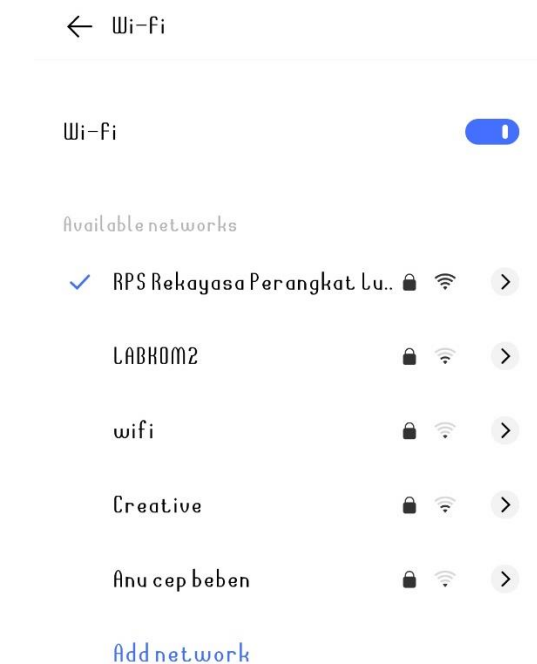 Wi-Fi
Wi-Fi
Available networks
RPS Rekayasa Perangkat Lu..
LABKOM2
wifi
Creative
Anu cep beben
Add network